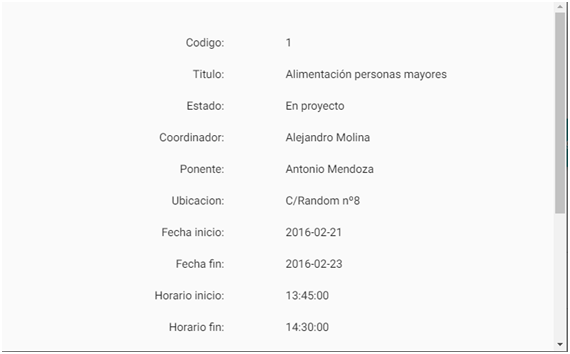 Codigo: 1
Titulo: Alimentación personas mayores
Estado: En proyecto
Coordinador: Alejandro Molina
Ponente: Antonio Mendoza
Ubicacion: C/Random nº8
Fecha inicio: 2016-02-21
Fecha fin: 2016-02-23
Horario inicio: 13:45:00
Horario fin: 14:30:00